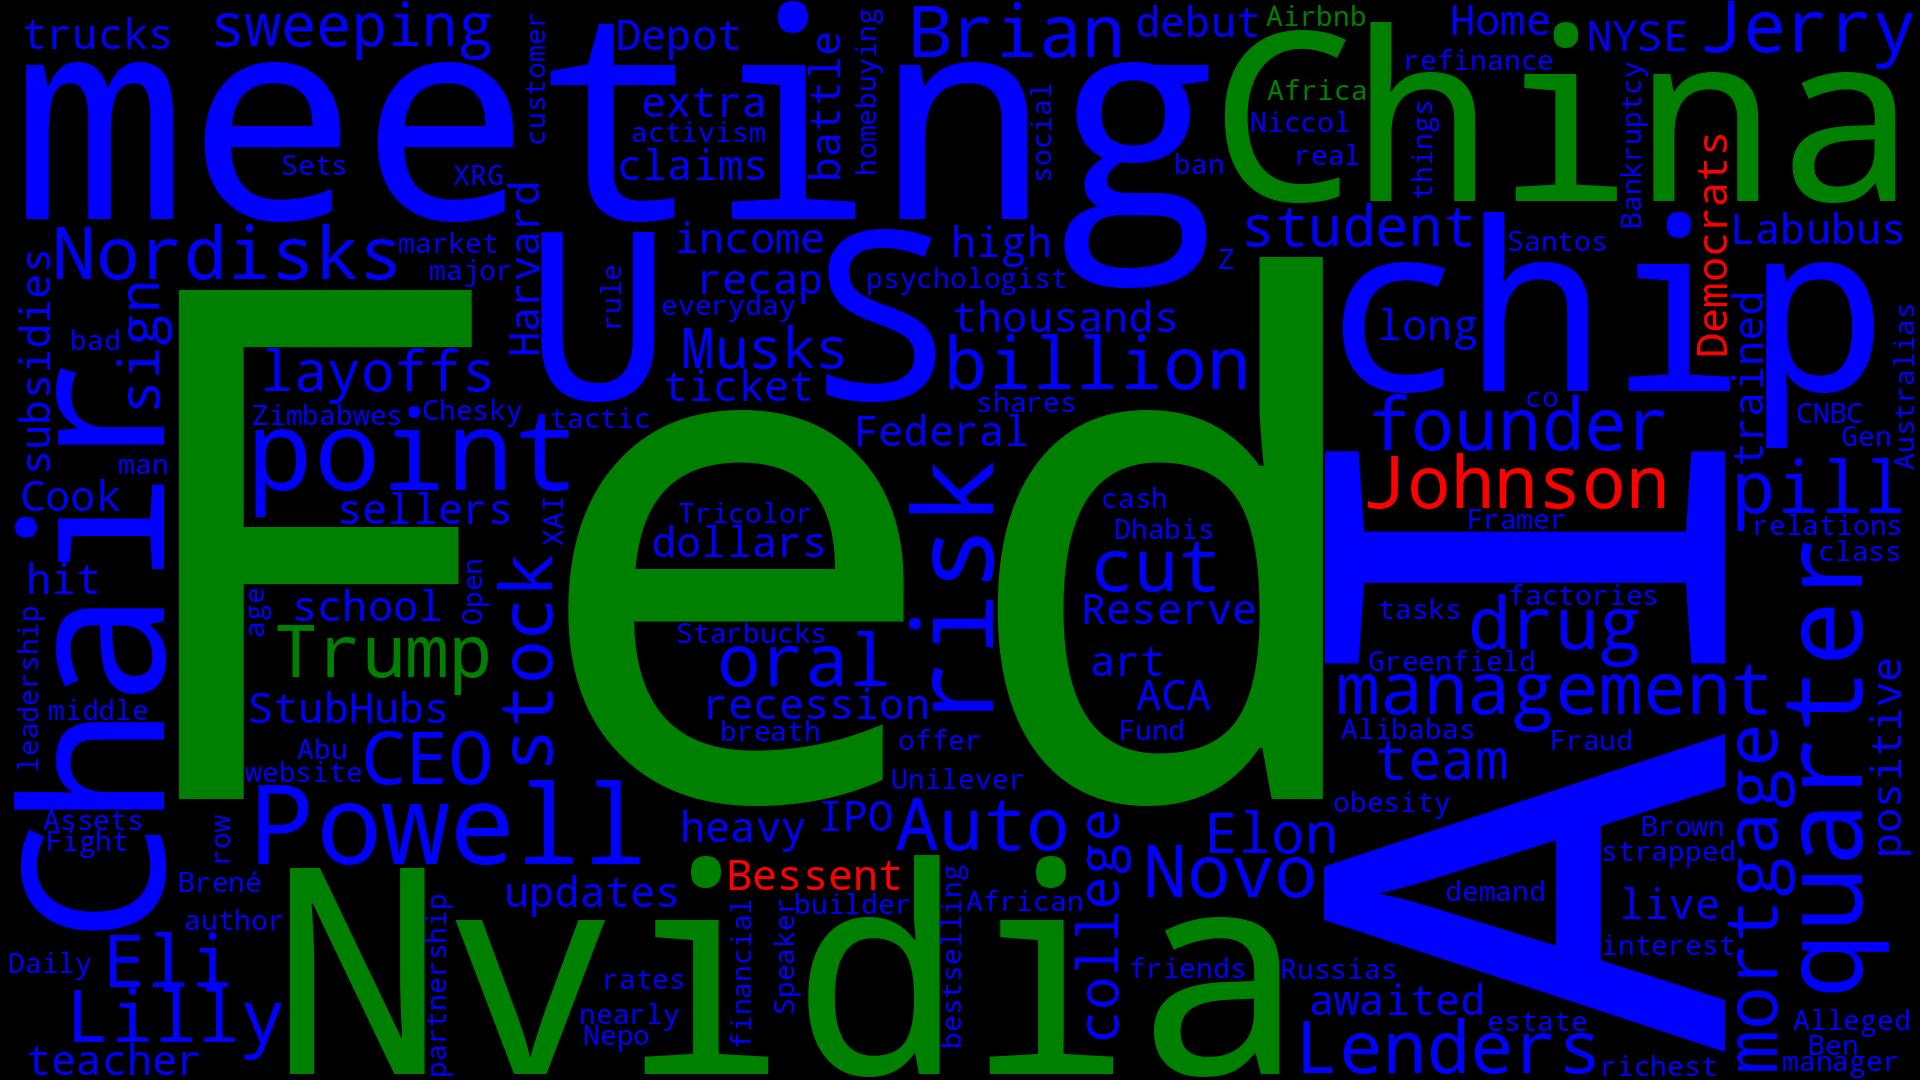 trucks
sweeping
customer
Depot
battle
homebuying
Brian
debut
Airbnb
Home
NYSE
Jerry
meeting
China
refinance
extra
activism
claims
social
Africa
Niccol
real
things
Bankruptcy
Democrats
Sets
XRG
ban
Harvard
Nordisks
market
major
US
income
recap
high
psychologist
Z
student
Santos
Labubus
subsidies
sign
bad
rule
everyday
thousands
chip
long
trained
Australias
Fed
layoffs
Musks
ticket
billion
shares
Zimbabwes
Chesky
tactic
Federal
co
founder
CNBC
Gen
Chair
point
man
Cook
sellers
XAI
risk
Johnson
Framer
pill
relations
class
Tricolor
dollars
cash
Dhabis
cut
Reserve
AI
hit
age
school
Open
stock
Trump
Starbucks
oral
recession
breath
art
ACA
Fund
tasks
factories
drug
Greenfield
management
quarter
leadership
middle
StubHubs
Abu
website
CEO
offer
Unilever
Alibabas
team
Fraud
obesity
mortgage
positive
Assets
Fight
row
Powell
heavy
IPO
Auto
college
Elon
Novo
Brown
strapped
Brené
author
Nvidia
updates
Bessent
builder
African
demand
live
interest
Daily
Eli
Lilly
teacher
partnership
rates
nearly
Nepo
financial
Speaker
bestselling
friends
Russias
awaited
estate
Lenders
richest
Alleged
Ben
manager